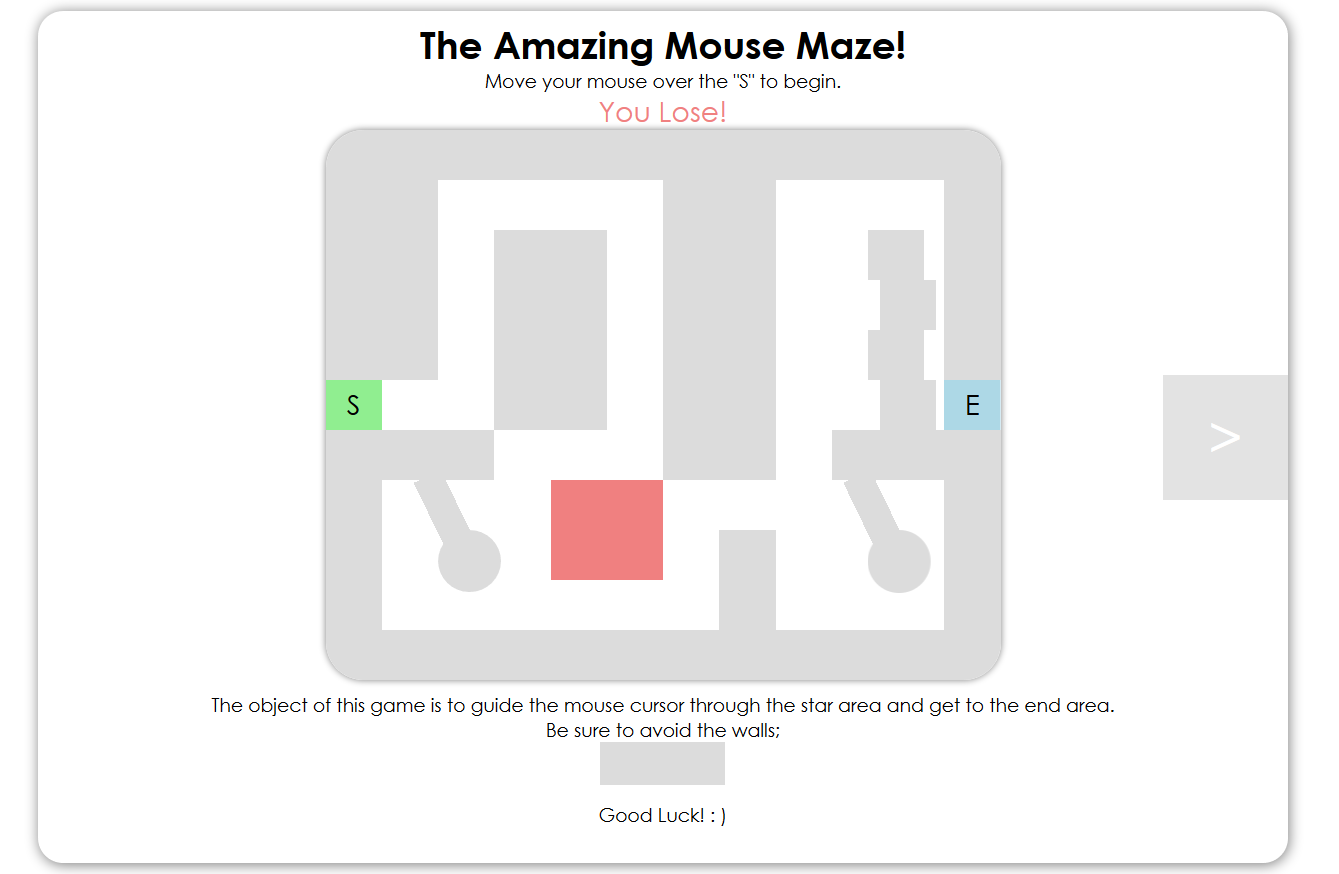 The Amazing Mouse Maze!
Move your mouse over the "S" to begin.
You Lose!
S
E
>
The object of this game is to guide the mouse cursor through the star area and get to the end area.
Be sure to avoid the walls;
Good Luck! : )